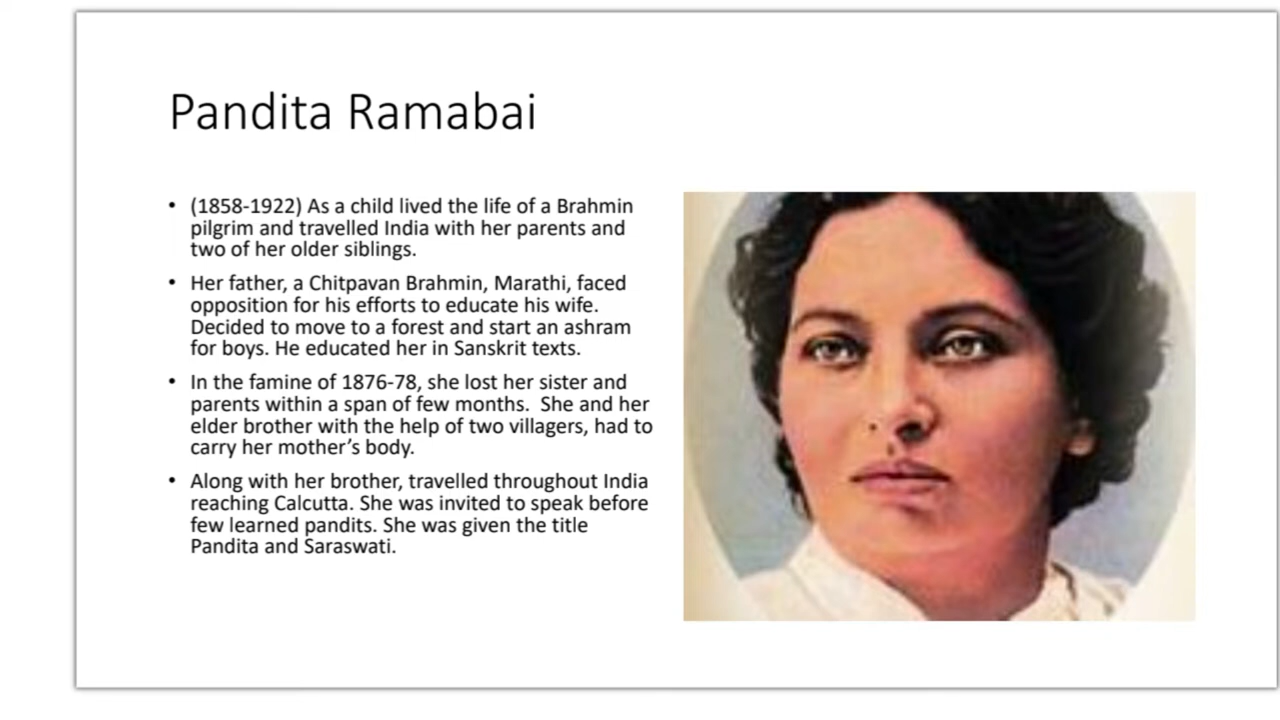 Pandita Ramabai
• (1858-1922) As a child lived the life of a Brahmin
pilgrim and travelled India with her parents and
two of her older siblings.
• Her father, a Chitpavan Brahmin, Marathi, faced
opposition for his efforts to educate his wife.
Decided to move to a forest and start an ashram
for boys. He educated her in Sanskrit texts.
• In the famine of 1876-78, she lost her sister and
parents within a span of few months.  She and her
elder brother with the help of two villagers, had to
carry her mother’s body.
• Along with her brother, travelled throughout India
reaching Calcutta. She was invited to speak before
few learned pandits. She was given the title
Pandita and Saraswati.